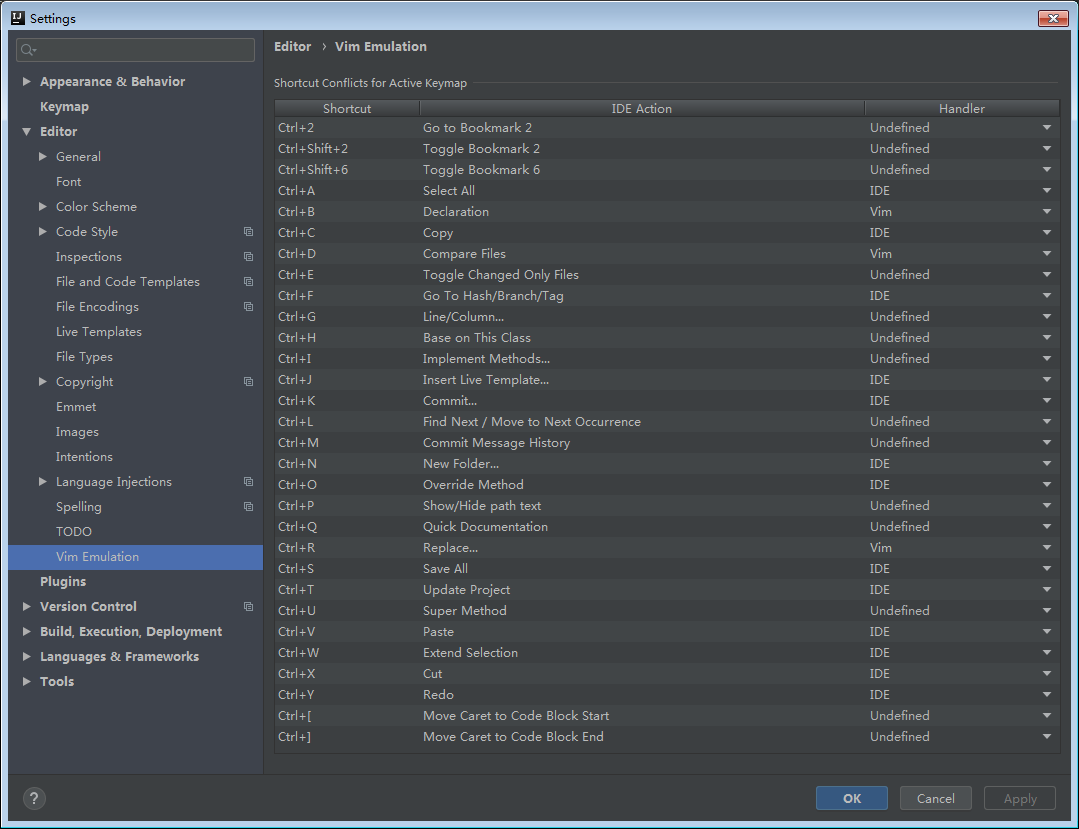 Settings
Appearance & Behavior
Keymap
Editor
General
Font
Color Scheme
Code Style
Inspections
File and Code Templates
File Encodings
Live Templates
File Types
Copyright
Emmet
Images
Intentions
Language Injections
Spelling
TODO
Vim Emulation
Plugins
Version Control
Build, Execution, Deployment
Languages & Frameworks
Tools
Editor › Vim Emulation
Shortcut Conflicts for Active Keymap
Shortcut IDE Action Handler
Ctrl+2 Go to Bookmark 2 Undefined
Ctrl+Shift+2 Toggle Bookmark 2 Undefined
Ctrl+Shift+6 Toggle Bookmark 6 Undefined
Ctrl+A Select All IDE
Ctrl+B Declaration Vim
Ctrl+C Copy IDE
Ctrl+D Compare Files Vim
Ctrl+E Toggle Changed Only Files Undefined
Ctrl+F Go To Hash/Branch/Tag IDE
Ctrl+G Line/Column... Undefined
Ctrl+H Base on This Class Undefined
Ctrl+I Implement Methods... Undefined
Ctrl+J Insert Live Template... IDE
Ctrl+K Commit... IDE
Ctrl+L Find Next / Move to Next Occurrence Undefined
Ctrl+M Commit Message History Undefined
Ctrl+N New Folder... IDE
Ctrl+O Override Method IDE
Ctrl+P Show/Hide path text Undefined
Ctrl+Q Quick Documentation Undefined
Ctrl+R Replace... Vim
Ctrl+S Save All IDE
Ctrl+T Update Project IDE
Ctrl+U Super Method Undefined
Ctrl+V Paste IDE
Ctrl+W Extend Selection IDE
Ctrl+X Cut IDE
Ctrl+Y Redo IDE
Ctrl+[ Move Caret to Code Block Start Undefined
Ctrl+] Move Caret to Code Block End Undefined
? OK Cancel Apply